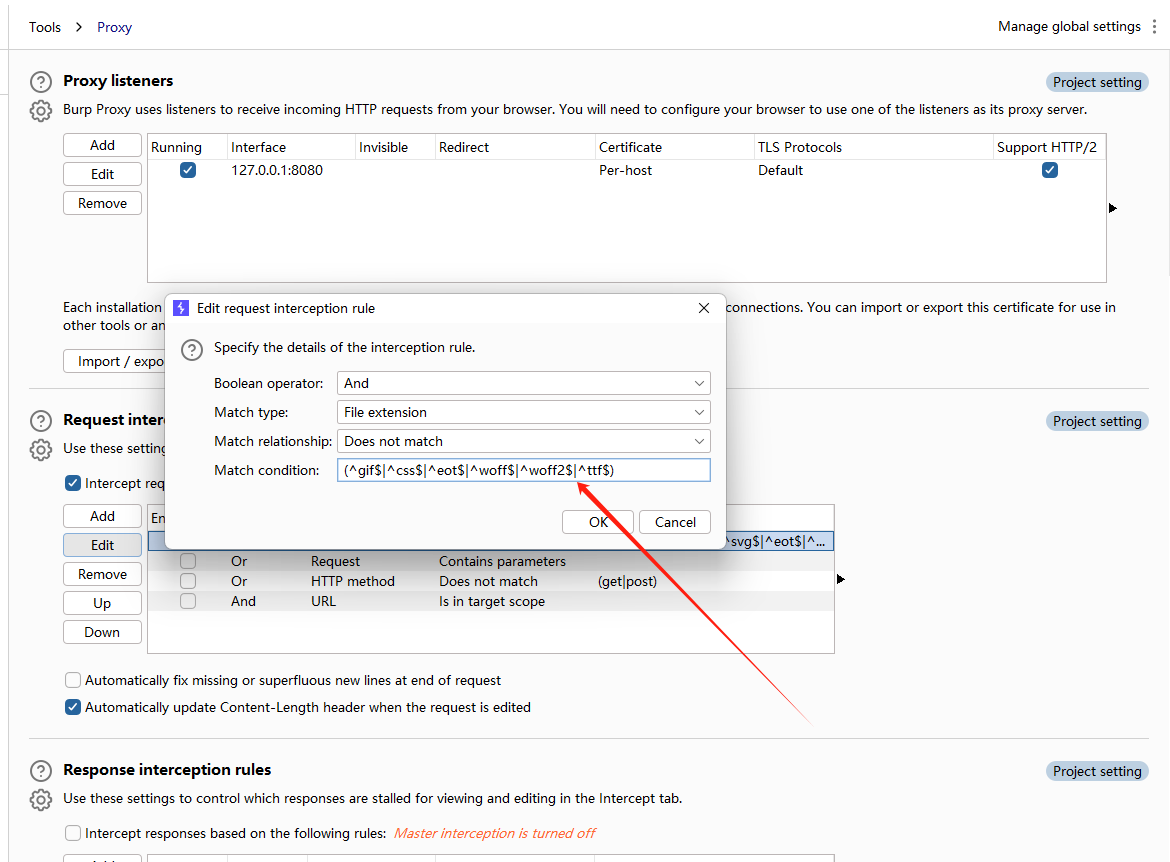 Tools > Proxy
Manage global settings
Proxy listeners
Project setting
Burp Proxy uses listeners to receive incoming HTTP requests from your browser. You will need to configure your browser to use one of the listeners as its proxy server.
Add
Running Interface Invisible Redirect Certificate TLS Protocols Support HTTP/2
127.0.0.1:8080 Per-host Default
Edit
Remove
Each installation
connections. You can import or export this certificate for use in
other tools or an
Import / expo
Edit request interception rule
Specify the details of the interception rule.
Boolean operator: And
Match type: File extension
Match relationship: Does not match
Match condition: (^gif$|^css$|^eot$|^woff$|^woff2$|^ttf$)
OK Cancel
Request inter
Project setting
Use these setting
Intercept req
Add
En
Edit
^svg$|^eot$|^...
Or Request Contains parameters
Remove
Or HTTP method Does not match (get|post)
Up
And URL Is in target scope
Down
Automatically fix missing or superfluous new lines at end of request
Automatically update Content-Length header when the request is edited
Response interception rules
Project setting
Use these settings to control which responses are stalled for viewing and editing in the Intercept tab.
Intercept responses based on the following rules: Master interception is turned off